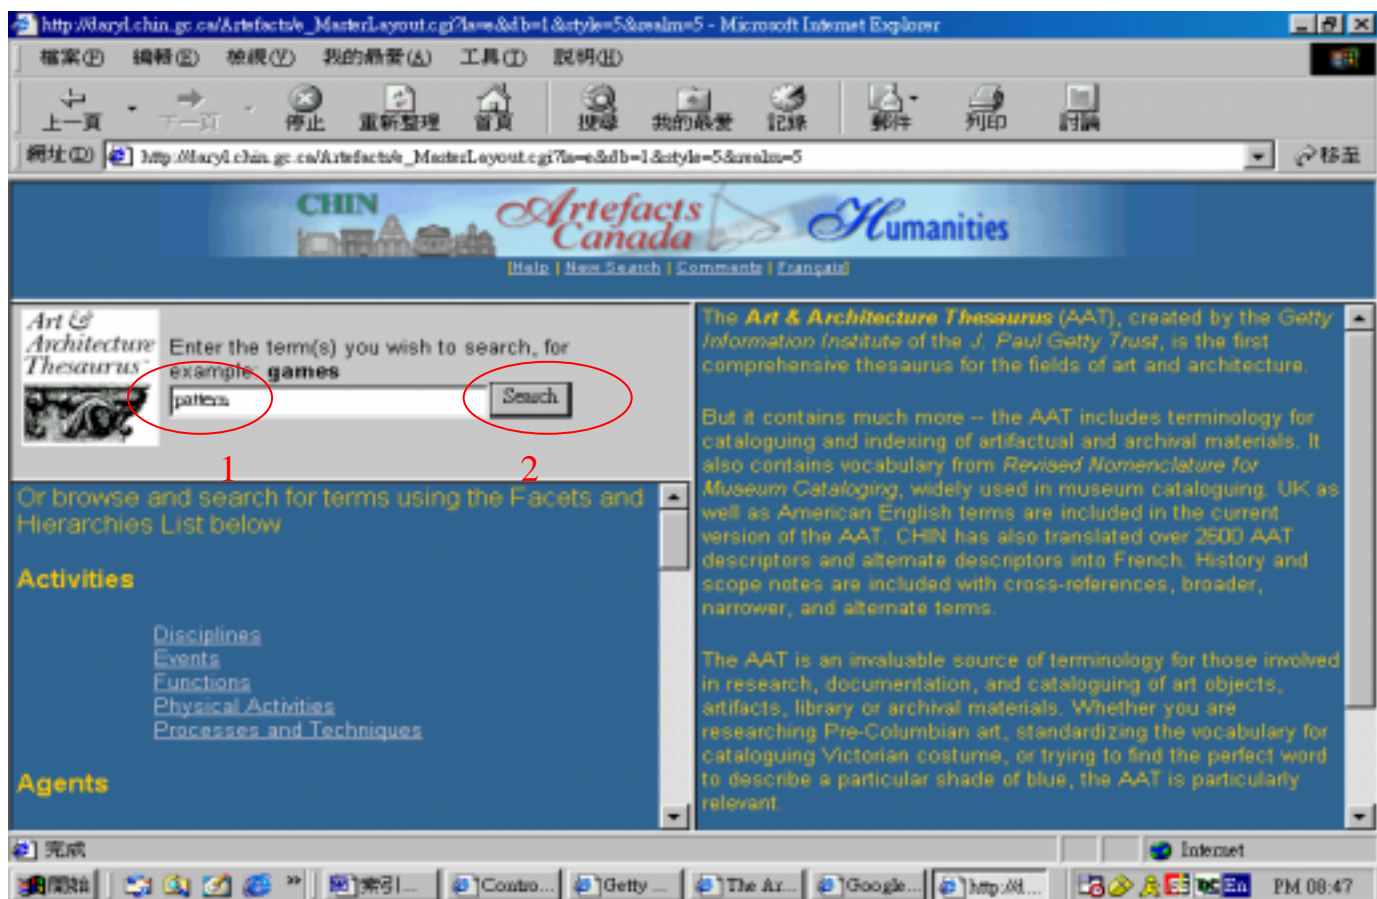 http://daryl.chin.gc.ca/Artefacts/e_MasterLayout.cgi?la=e&db=1&style=5&realm=5 - Microsoft Internet Explorer
檔案(F) 編輯(E) 檢視(V) 我的最愛(A) 工具(T) 說明(H)
上一頁 下一頁 停止 重新整理 首頁 搜尋 我的最愛 記錄 郵件 列印 討論
網址(D) http://daryl.chin.gc.ca/Artefacts/e_MasterLayout.cgi?la=e&db=1&style=5&realm=5 移至
CHIN Artefacts Canada Humanities
[Help | New Search | Comments | Français]
Art &
Architecture
Thesaurus
Enter the term(s) you wish to search, for
example: games
pattern Search
1 2
Or browse and search for terms using the Facets and
Hierarchies List below
Activities
Disciplines
Events
Functions
Physical Activities
Processes and Techniques
Agents
The Art & Architecture Thesaurus (AAT), created by the Getty
Information Institute of the J. Paul Getty Trust, is the first
comprehensive thesaurus for the fields of art and architecture.
But it contains much more -- the AAT includes terminology for
cataloguing and indexing of artifactual and archival materials. It
also contains vocabulary from Revised Nomenclature for
Museum Cataloging, widely used in museum cataloguing. UK as
well as American English terms are included in the current
version of the AAT. CHIN has also translated over 2600 AAT
descriptors and alternate descriptors into French. History and
scope notes are included with cross-references, broader,
narrower, and alternate terms.
The AAT is an invaluable source of terminology for those involved
in research, documentation, and cataloguing of art objects,
artifacts, library or archival materials. Whether you are
researching Pre-Columbian art, standardizing the vocabulary for
cataloguing Victorian costume, or trying to find the perfect word
to describe a particular shade of blue, the AAT is particularly
relevant.
完成 Internet
開始 索引... Contro... Getty ... The Ar... Google... http://d... En PM 08:47